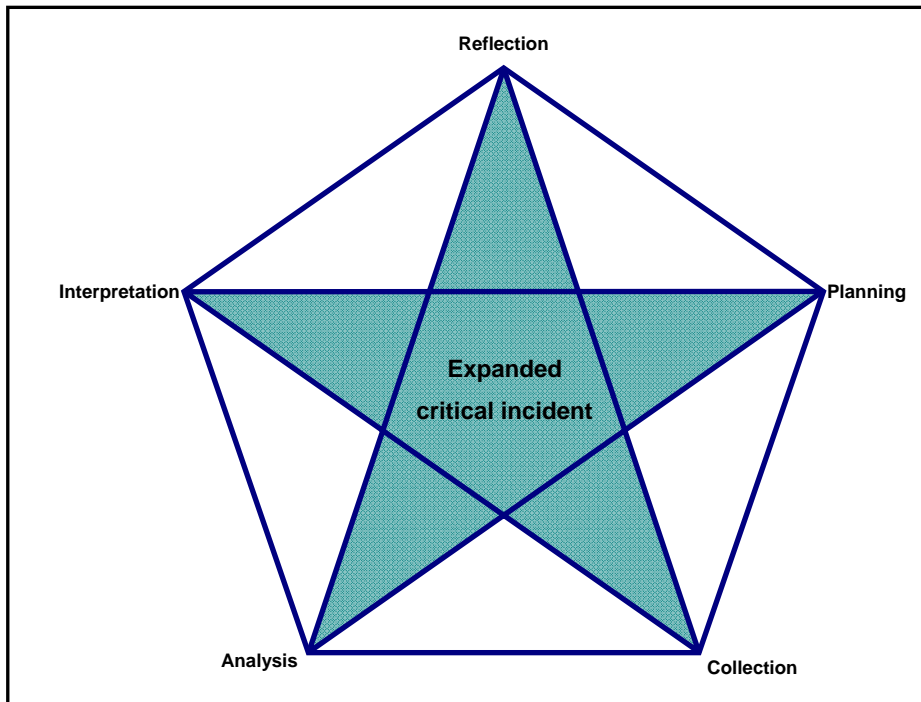 Reflection
Interpretation
Planning
Expanded
critical incident
Analysis
Collection